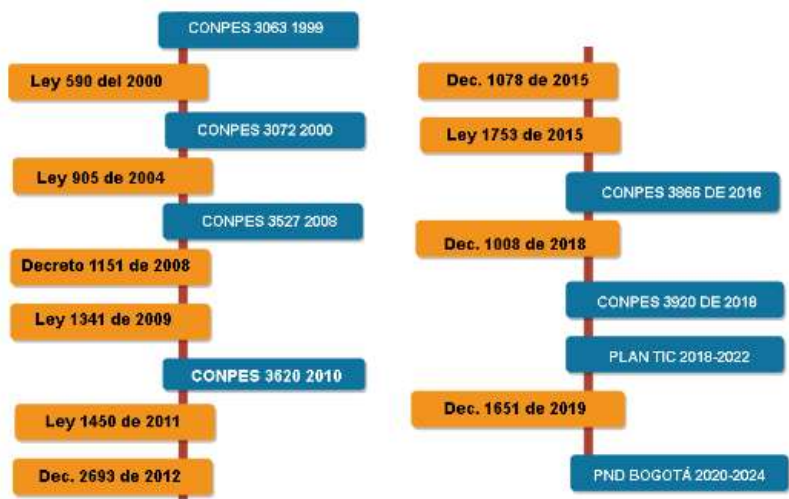 CONPES 3063 1999
Ley 590 del 2000
CONPES 3072 2000
Ley 905 de 2004
CONPES 3527 2008
Decreto 1151 de 2008
Ley 1341 de 2009
CONPES 3620 2010
Ley 1450 de 2011
Dec. 2693 de 2012
Dec. 1078 de 2015
Ley 1753 de 2015
CONPES 3866 DE 2016
Dec. 1008 de 2018
CONPES 3920 DE 2018
PLAN TIC 2018-2022
Dec. 1651 de 2019
PND BOGOTÁ 2020-2024